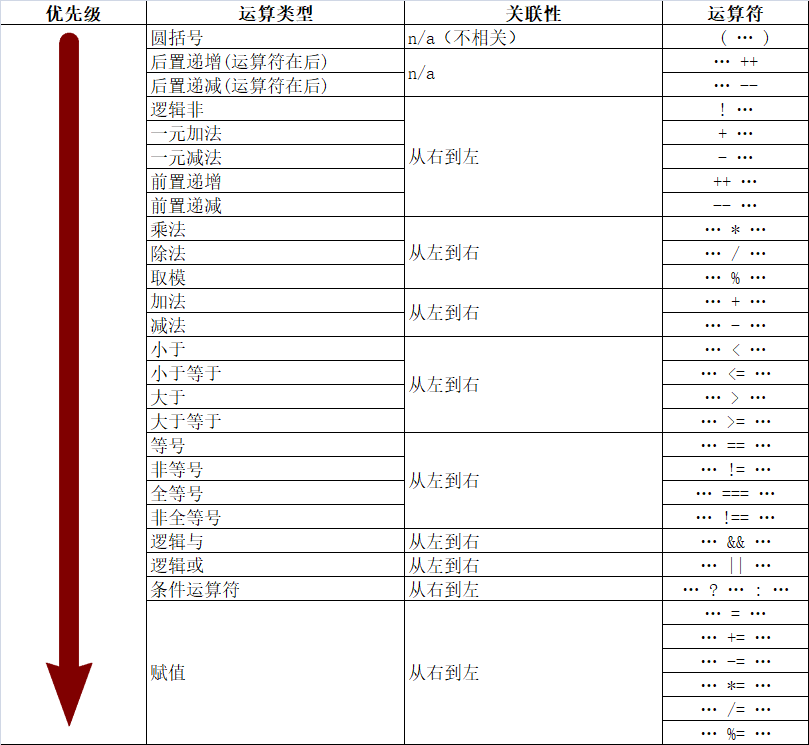 优先级 运算类型 关联性 运算符
圆括号 n/a（不相关） ( … )
后置递增(运算符在后) n/a … ++
后置递减(运算符在后) … --
逻辑非 从右到左 ! …
一元加法 + …
一元减法 - …
前置递增 ++ …
前置递减 -- …
乘法 从左到右 … * …
除法 … / …
取模 … % …
加法 从左到右 … + …
减法 … - …
小于 从左到右 … < …
小于等于 … <= …
大于 … > …
大于等于 … >= …
等号 从左到右 … == …
非等号 … != …
全等号 … === …
非全等号 … !== …
逻辑与 从左到右 … && …
逻辑或 从左到右 … || …
条件运算符 从右到左 … ? … : …
赋值 从右到左 … = …
… += …
… -= …
… *= …
… /= …
… %= …